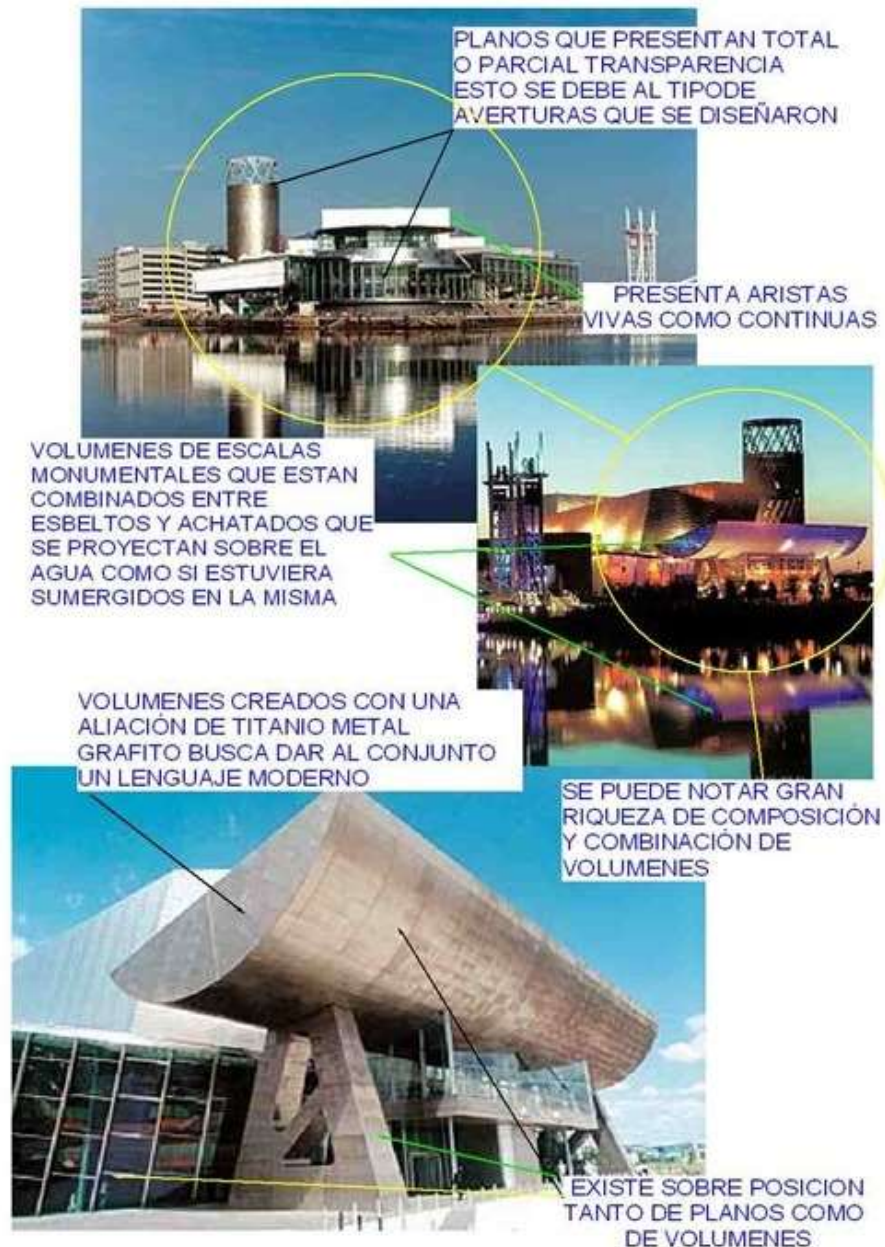 PLANOS QUE PRESENTAN TOTAL
O PARCIAL TRANSPARENCIA
ESTO SE DEBE AL TIPODE
AVERTURAS QUE SE DISEÑARON
PRESENTA ARISTAS
VIVAS COMO CONTINUAS
VOLUMENES DE ESCALAS
MONUMENTALES QUE ESTAN
COMBINADOS ENTRE
ESBELTOS Y ACHATADOS QUE
SE PROYECTAN SOBRE EL
AGUA COMO SI ESTUVIERA
SUMERGIDOS EN LA MISMA
VOLUMENES CREADOS CON UNA
ALIACIÓN DE TITANIO METAL
GRAFITO BUSCA DAR AL CONJUNTO
UN LENGUAJE MODERNO
SE PUEDE NOTAR GRAN
RIQUEZA DE COMPOSICIÓN
Y COMBINACIÓN DE
VOLUMENES
EXISTE SOBRE POSICION
TANTO DE PLANOS COMO
DE VOLUMENES